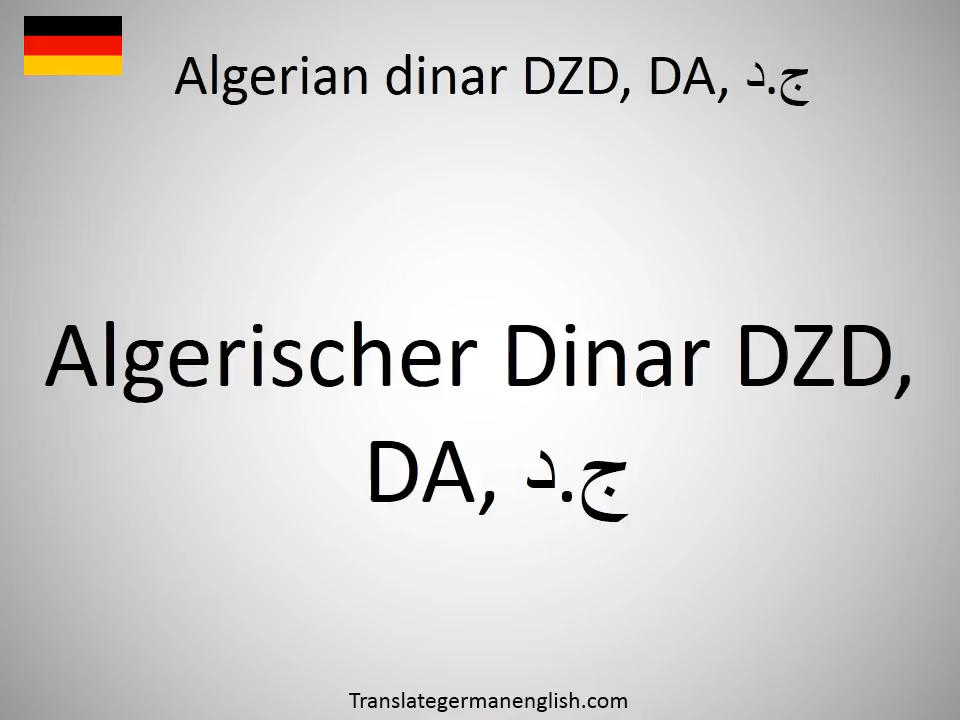 Algerian dinar DZD, DA, ج.د
Algerischer Dinar DZD,
DA, ج.د
Translategermanenglish.com